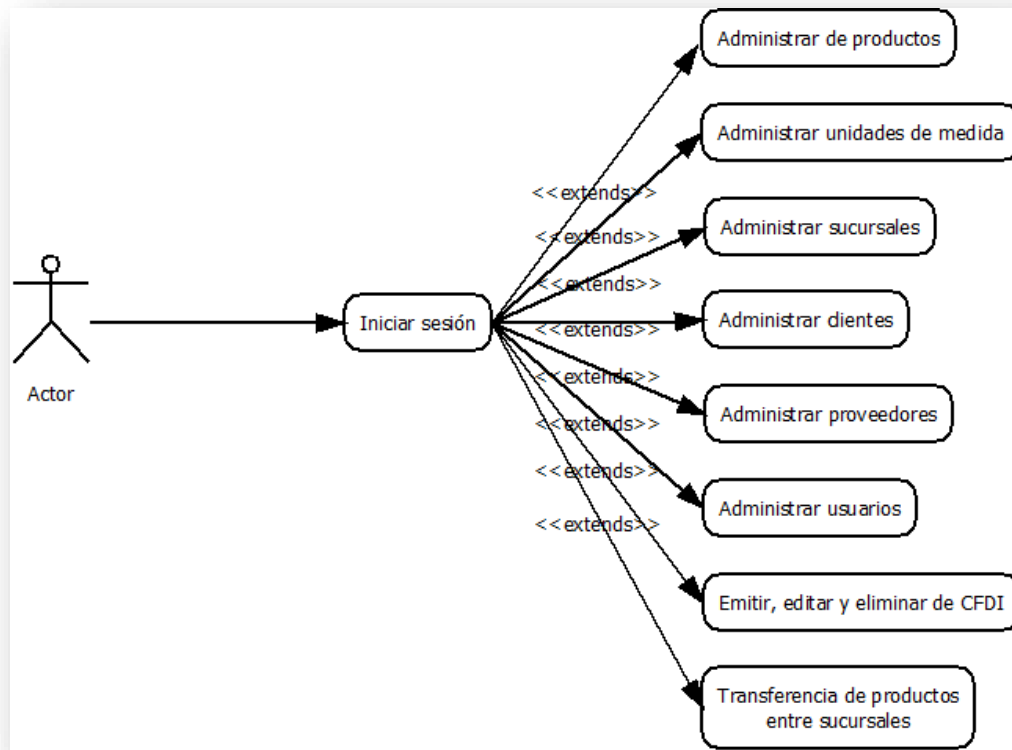 Administrar de productos
Administrar unidades de medida
<<extends>>
Administrar sucursales
<<extends>>
<<extends>>
Iniciar sesión
Administrar clientes
<<extends>>
<<extends>>
Actor
Administrar proveedores
<<extends>>
<<extends>>
Administrar usuarios
<<extends>>
Emitir, editar y eliminar de CFDI
Transferencia de productos
entre sucursales